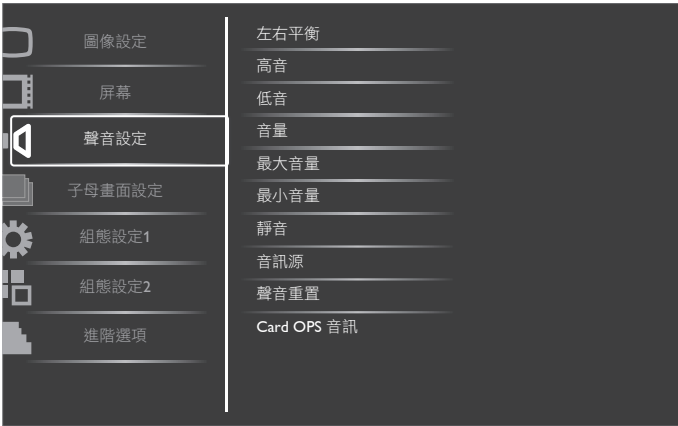 圖像設定
屏幕
聲音設定
子母畫面設定
組態設定1
組態設定2
進階選項
左右平衡
高音
低音
音量
最大音量
最小音量
靜音
音訊源
聲音重置
Card OPS 音訊